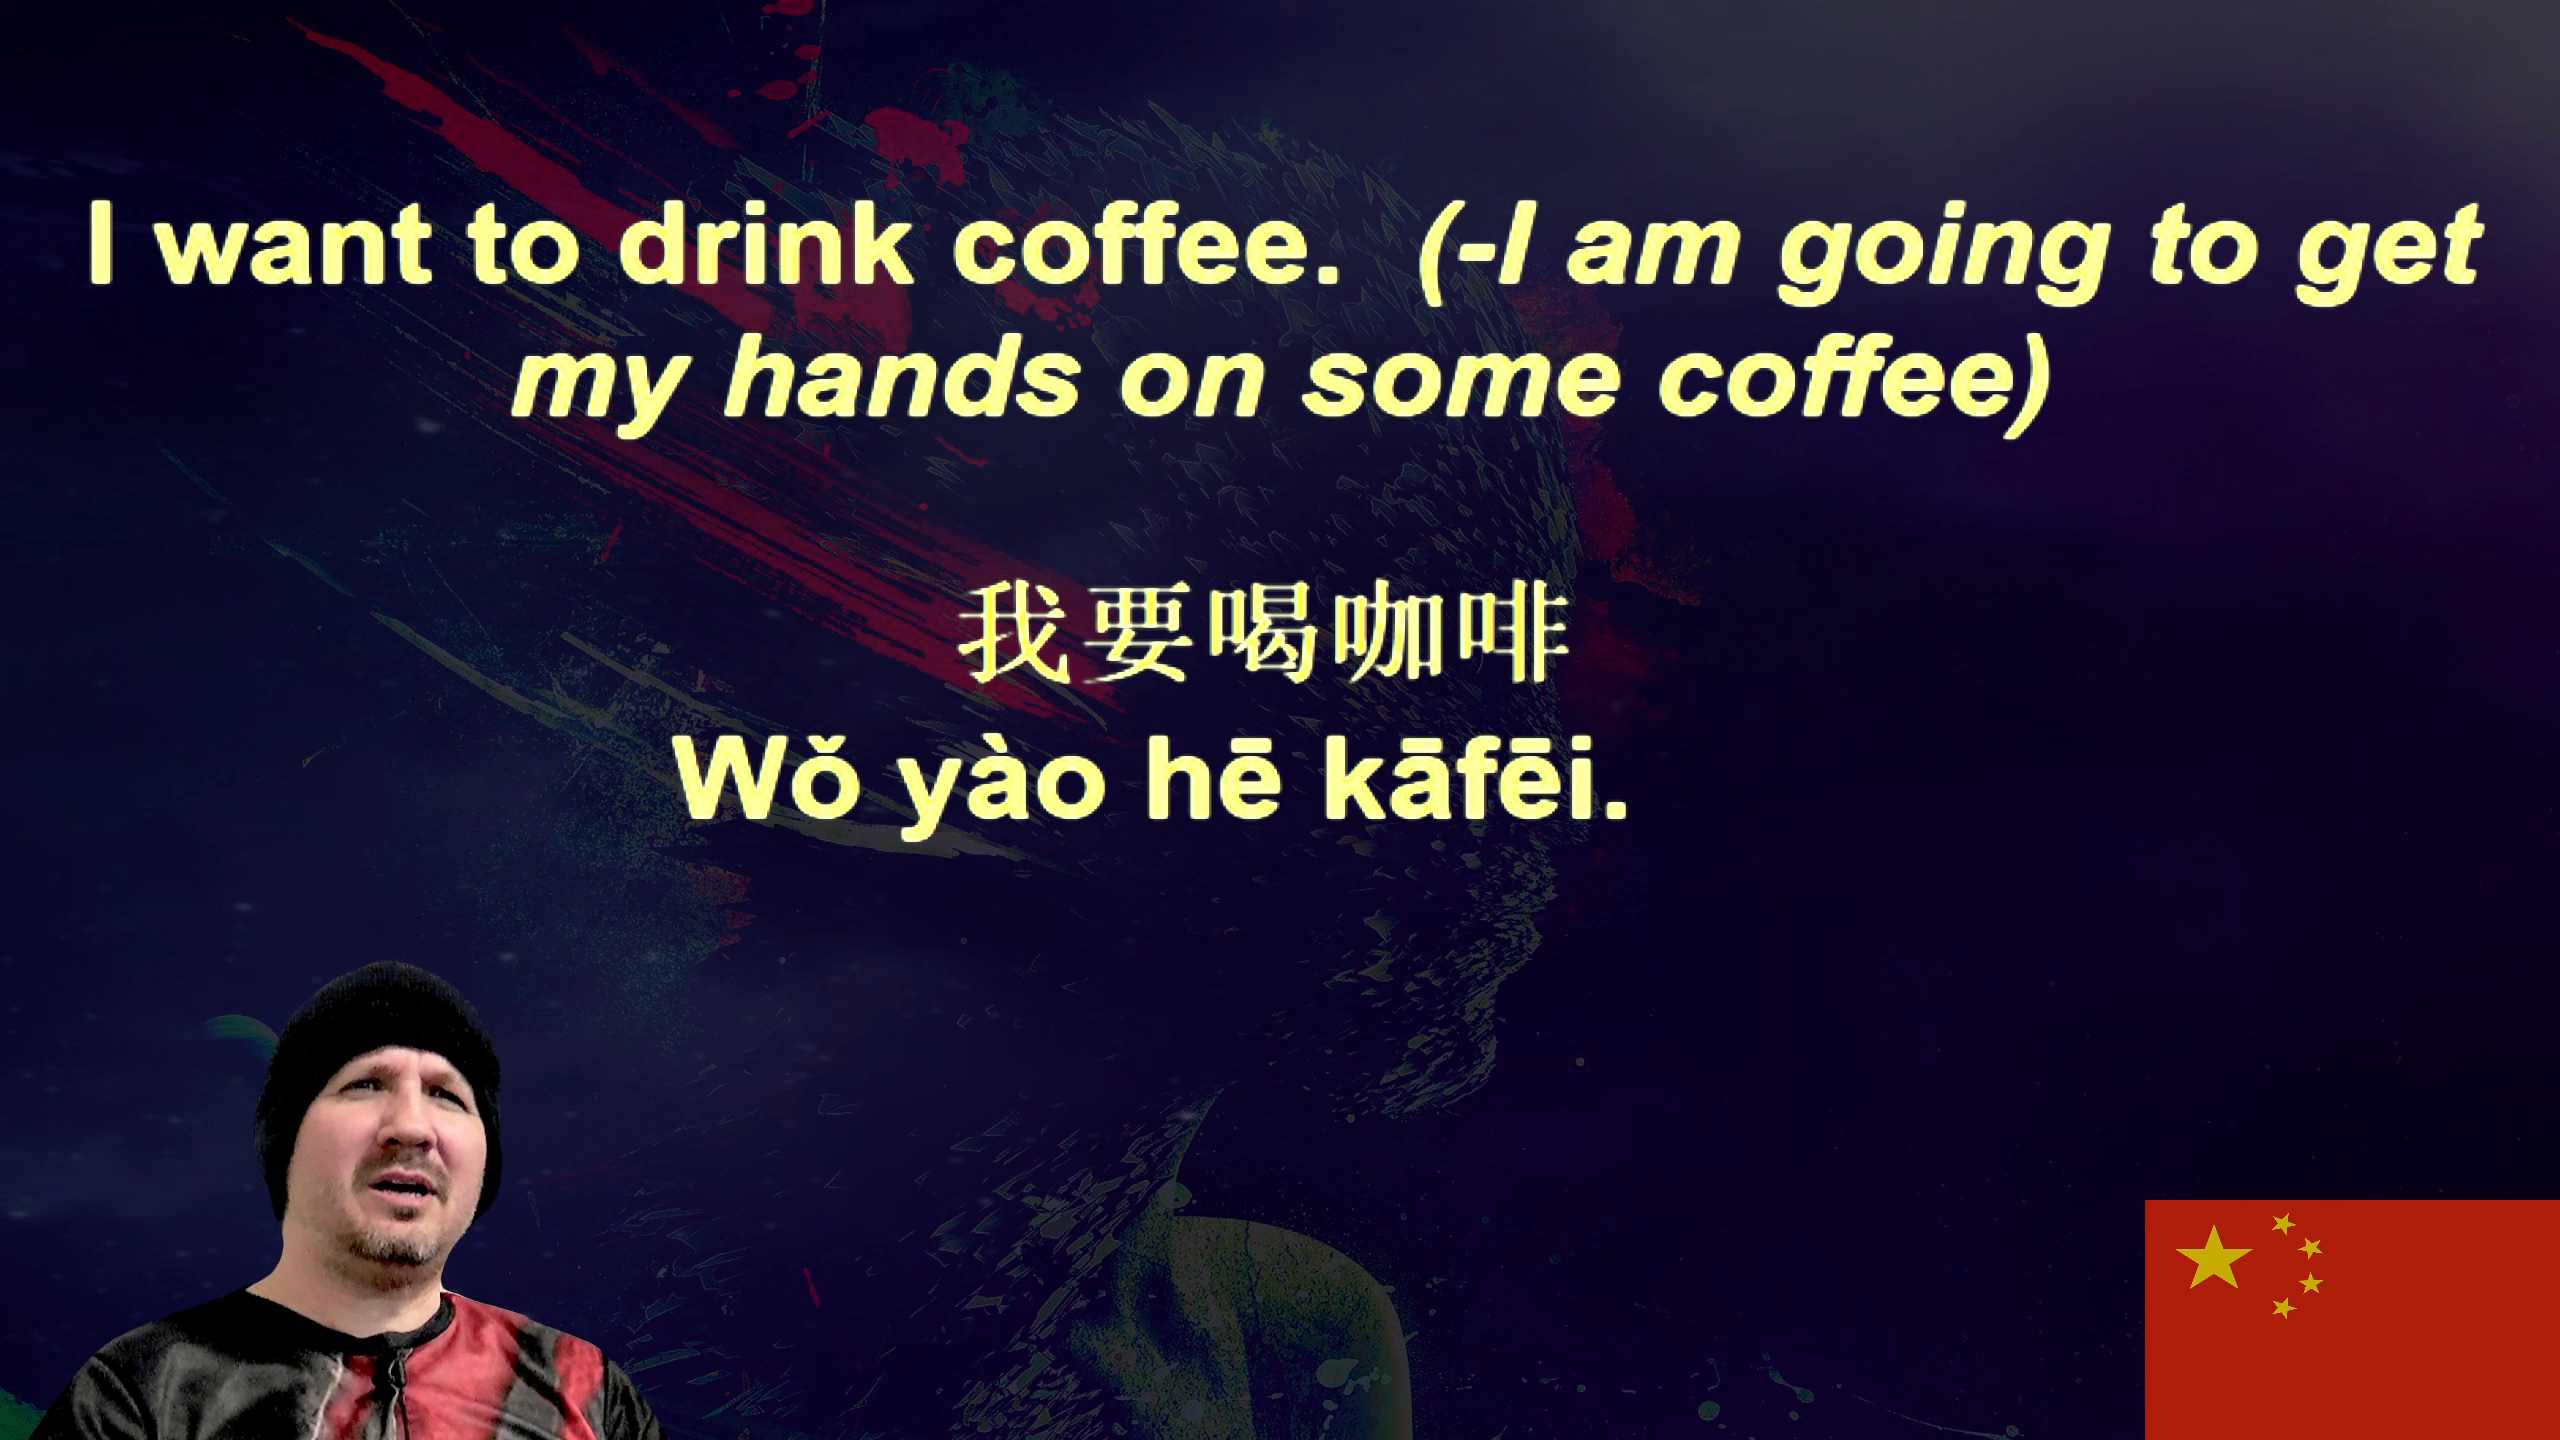 I want to drink coffee. (-I am going to get
my hands on some coffee)
我要喝咖啡
Wǒ yào hē kāfēi.